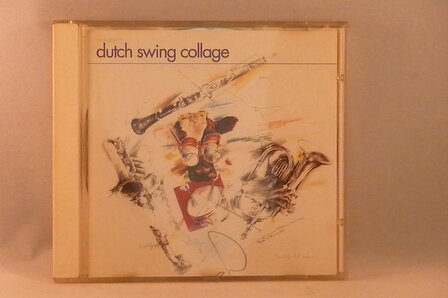 dutch swing collage